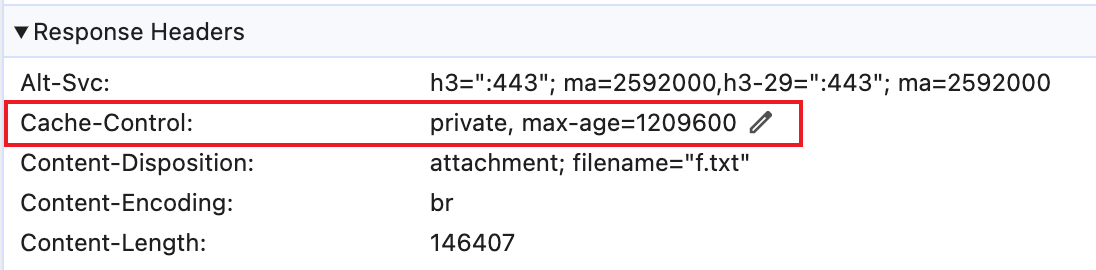 ▼Response Headers
Alt-Svc: h3=":443"; ma=2592000,h3-29=":443"; ma=2592000
Cache-Control: private, max-age=1209600
Content-Disposition: attachment; filename="f.txt"
Content-Encoding: br
Content-Length: 146407